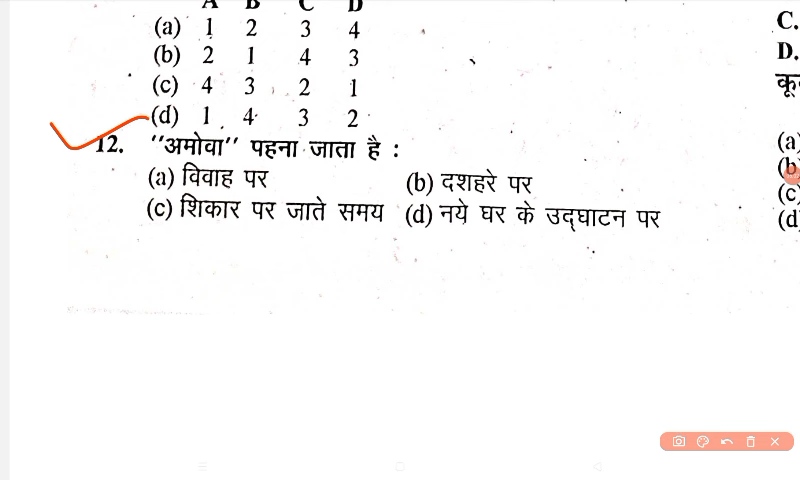 A B C D
(a) 1 2 3 4
(b) 2 1 4 3
(c) 4 3 2 1
(d) 1 4 3 2
12. ''अमोवा'' पहना जाता है :
(a) विवाह पर
(b) दशहरे पर
(c) शिकार पर जाते समय
(d) नये घर के उद्घाटन पर
C.
D.
(a)
(b
(c)
(d)